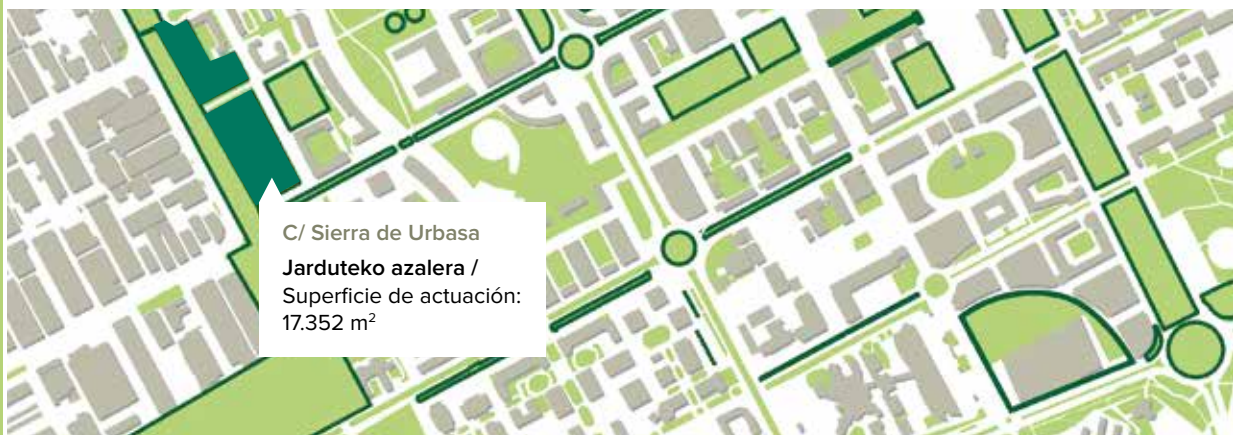 C/ Sierra de Urbasa
Jarduteko azalera /
Superficie de actuación:
17.352 m²